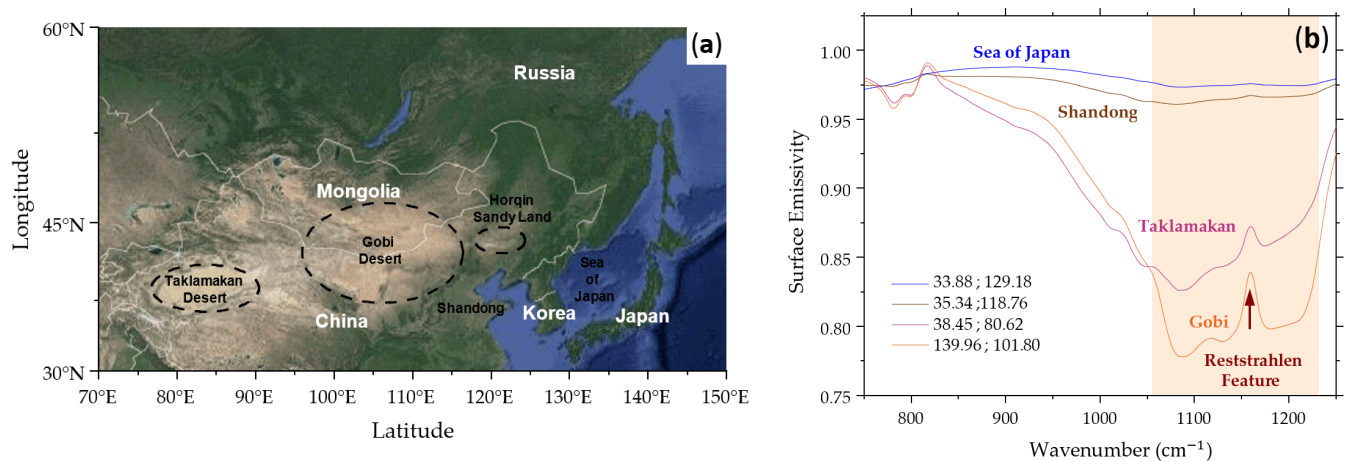 (a)
60°N
45°N
30°N
Longitude
Russia
Mongolia
Horqin
Sandy Land
Gobi
Desert
Taklamakan
Desert
Sea
of
Japan
Shandong
China
Korea
Japan
70°E 80°E 90°E 100°E 110°E 120°E 130°E 140°E 150°E
Latitude
(b)
1.00
0.95
0.90
0.85
0.80
0.75
Surface Emissivity
Sea of Japan
Shandong
Taklamakan
33.88 ; 129.18
35.34 ;118.76
38.45 ; 80.62
139.96 ; 101.80
Gobi
Reststrahlen
Feature
800 900 1000 1100 1200
Wavenumber (cm⁻¹)